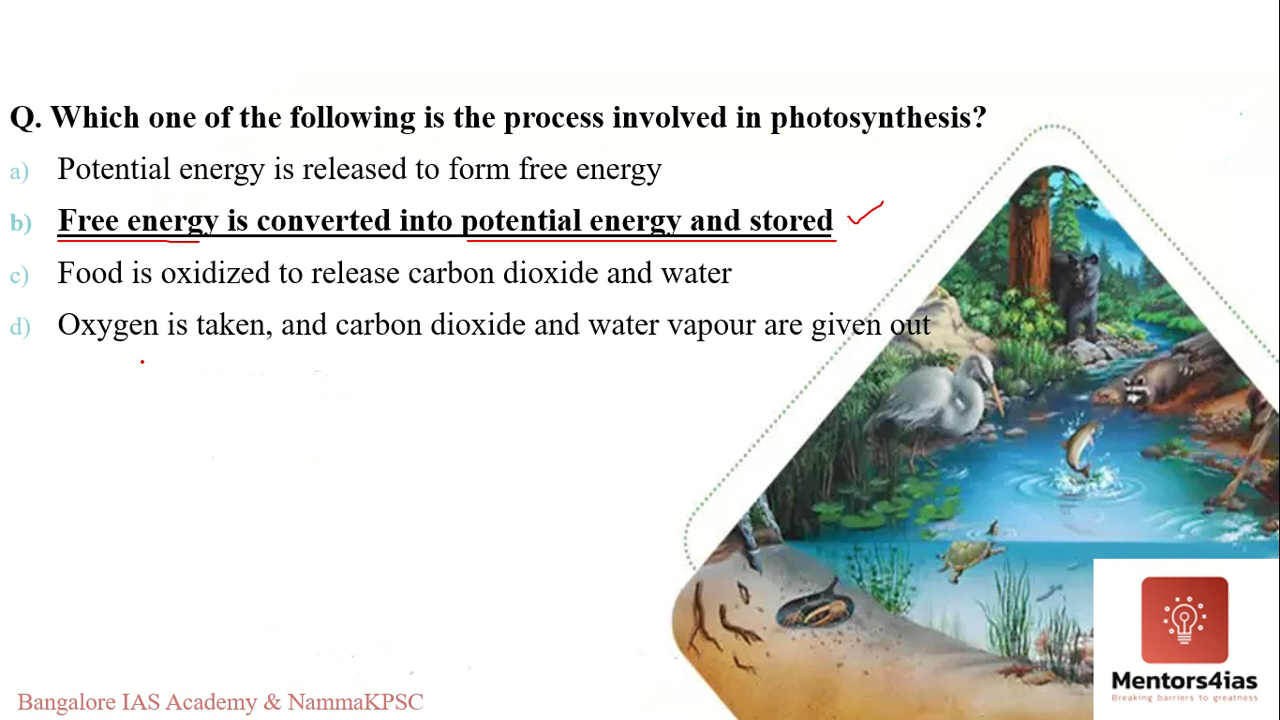 Q. Which one of the following is the process involved in photosynthesis?
a) Potential energy is released to form free energy
b) Free energy is converted into potential energy and stored
c) Food is oxidized to release carbon dioxide and water
d) Oxygen is taken, and carbon dioxide and water vapour are given out
Mentors4ias
Breaking barriers to greatness
Bangalore IAS Academy & NammaKPSC